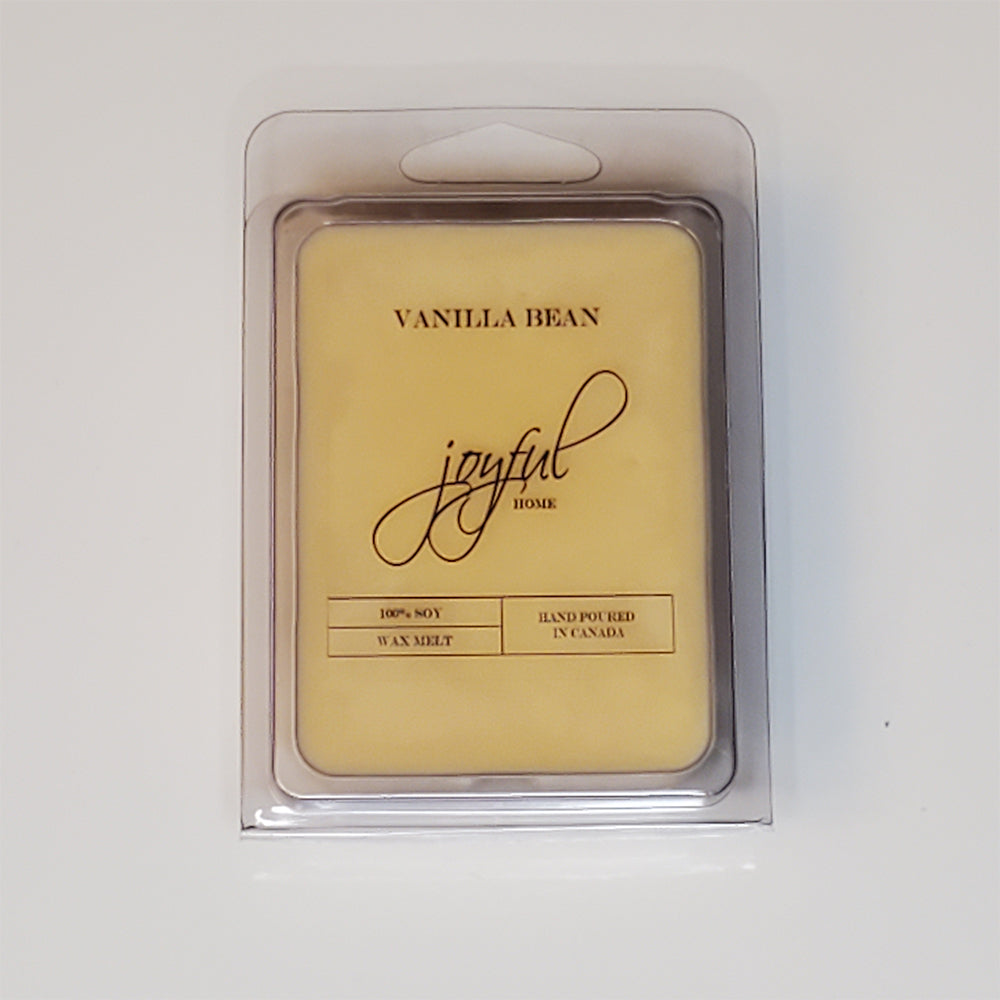 VANILLA BEAN
joyful
HOME
100% SOY
WAX MELT
HAND POURED
IN CANADA